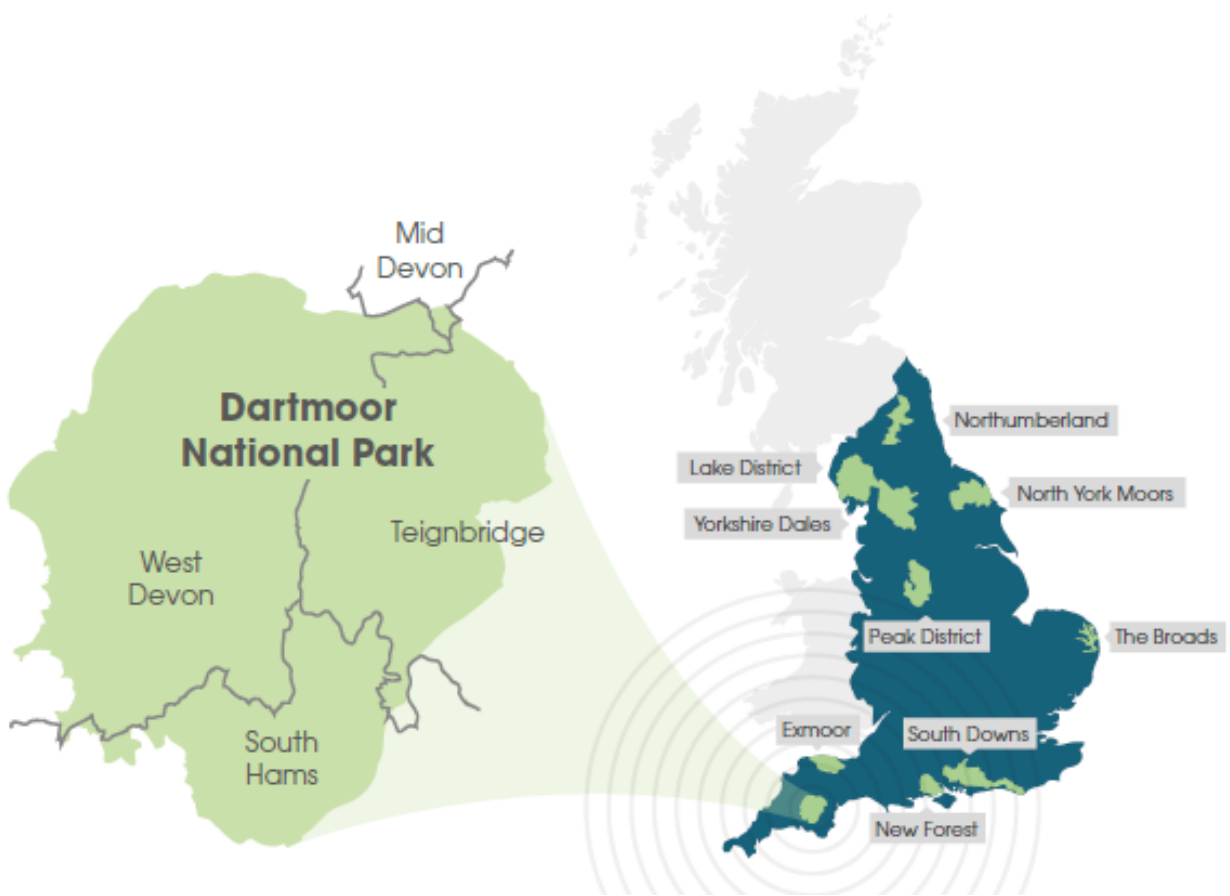 Mid
Devon
Dartmoor
National Park
Teignbridge
West
Devon
South
Hams
Northumberland
Lake District
North York Moors
Yorkshire Dales
Peak District
The Broads
Exmoor
South Downs
New Forest